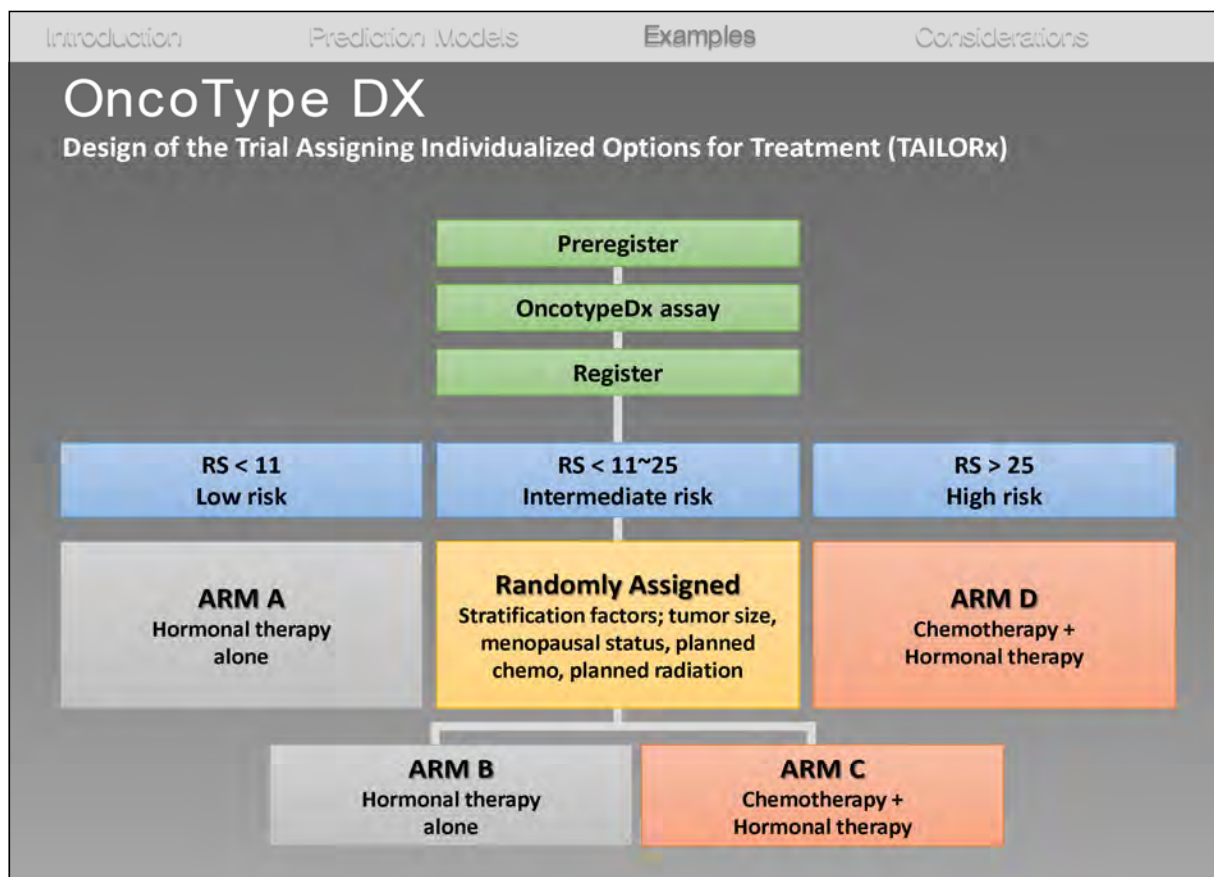 Introduction Prediction Models Examples Considerations
OncoType DX
Design of the Trial Assigning Individualized Options for Treatment (TAILORx)
Preregister
OncotypeDx assay
Register
RS < 11
Low risk
RS < 11~25
Intermediate risk
RS > 25
High risk
ARM A
Hormonal therapy
alone
Randomly Assigned
Stratification factors; tumor size,
menopausal status, planned
chemo, planned radiation
ARM D
Chemotherapy +
Hormonal therapy
ARM B
Hormonal therapy
alone
ARM C
Chemotherapy +
Hormonal therapy